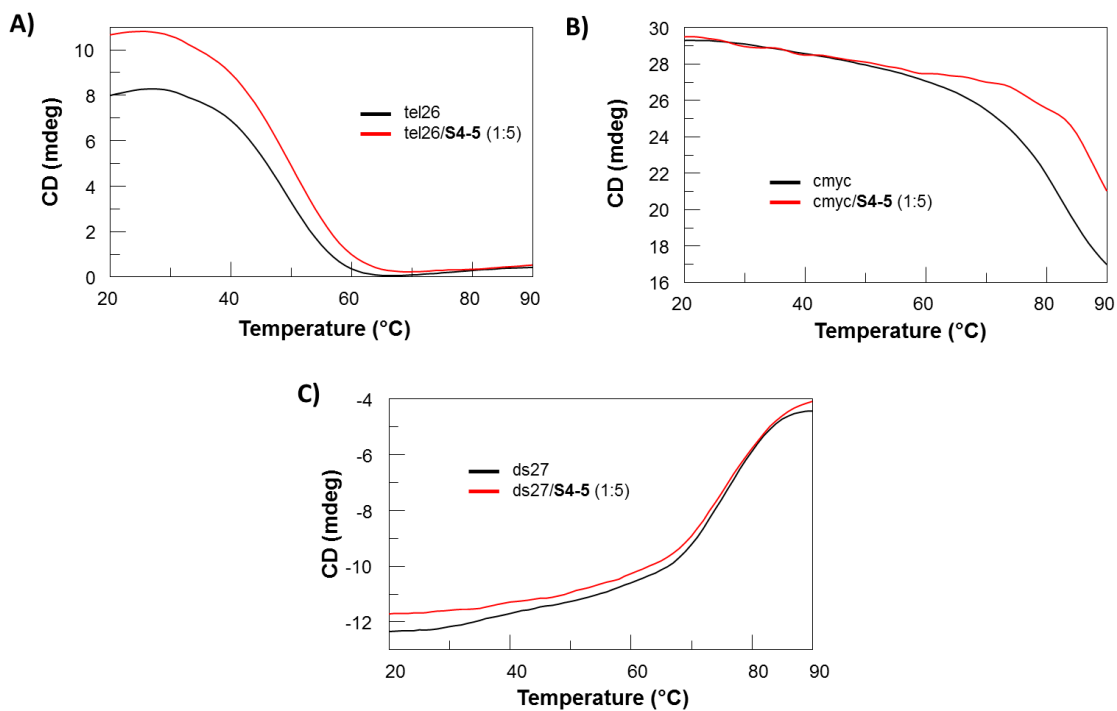 A)
CD (mdeg)
10
8
6
4
2
0
tel26
tel26/S4-5 (1:5)
20
40
60
80
90
Temperature (°C)
B)
CD (mdeg)
30
28
26
24
22
21
18
16
cmyc
cmyc/S4-5 (1:5)
20
40
60
80
90
Temperature (°C)
C)
CD (mdeg)
-4
-6
-8
-10
-12
ds27
ds27/S4-5 (1:5)
20
40
60
80
90
Temperature (°C)